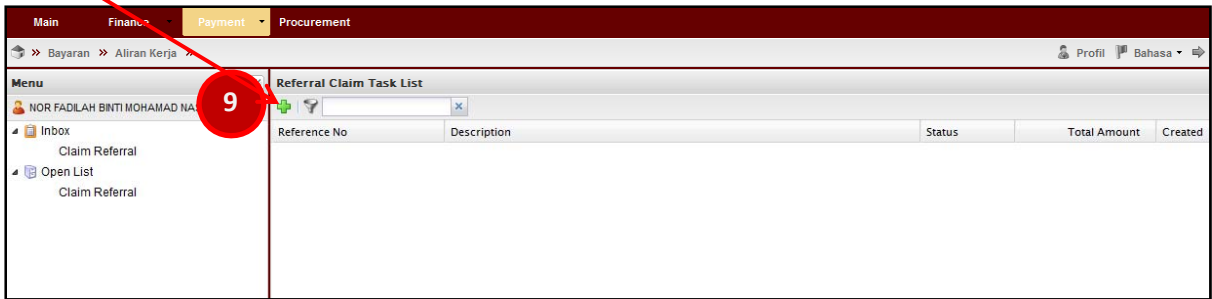 Main Finance Payment Procurement
» Bayaran » Aliran Kerja » Profil Bahasa
Menu
Referral Claim Task List
NOR FADILAH BINTI MOHAMAD
9
Inbox
Claim Referral
Open List
Claim Referral
Reference No Description Status Total Amount Created